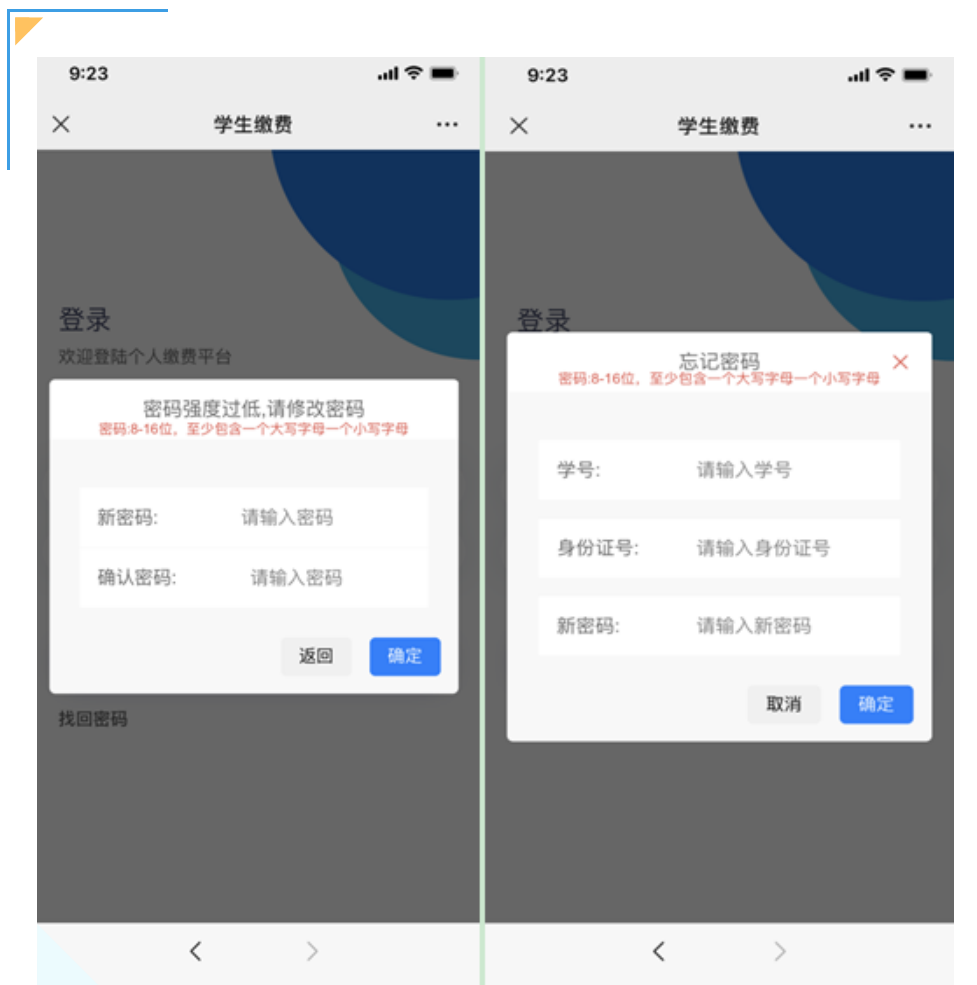 9:23
学生缴费
登录
欢迎登陆个人缴费平台
密码强度过低,请修改密码
密码:8-16位，至少包含一个大写字母一个小写字母
新密码: 请输入密码
确认密码: 请输入密码
返回 确定
找回密码
9:23
学生缴费
登录
忘记密码
密码:8-16位，至少包含一个大写字母一个小写字母
学号: 请输入学号
身份证号: 请输入身份证号
新密码: 请输入新密码
取消 确定